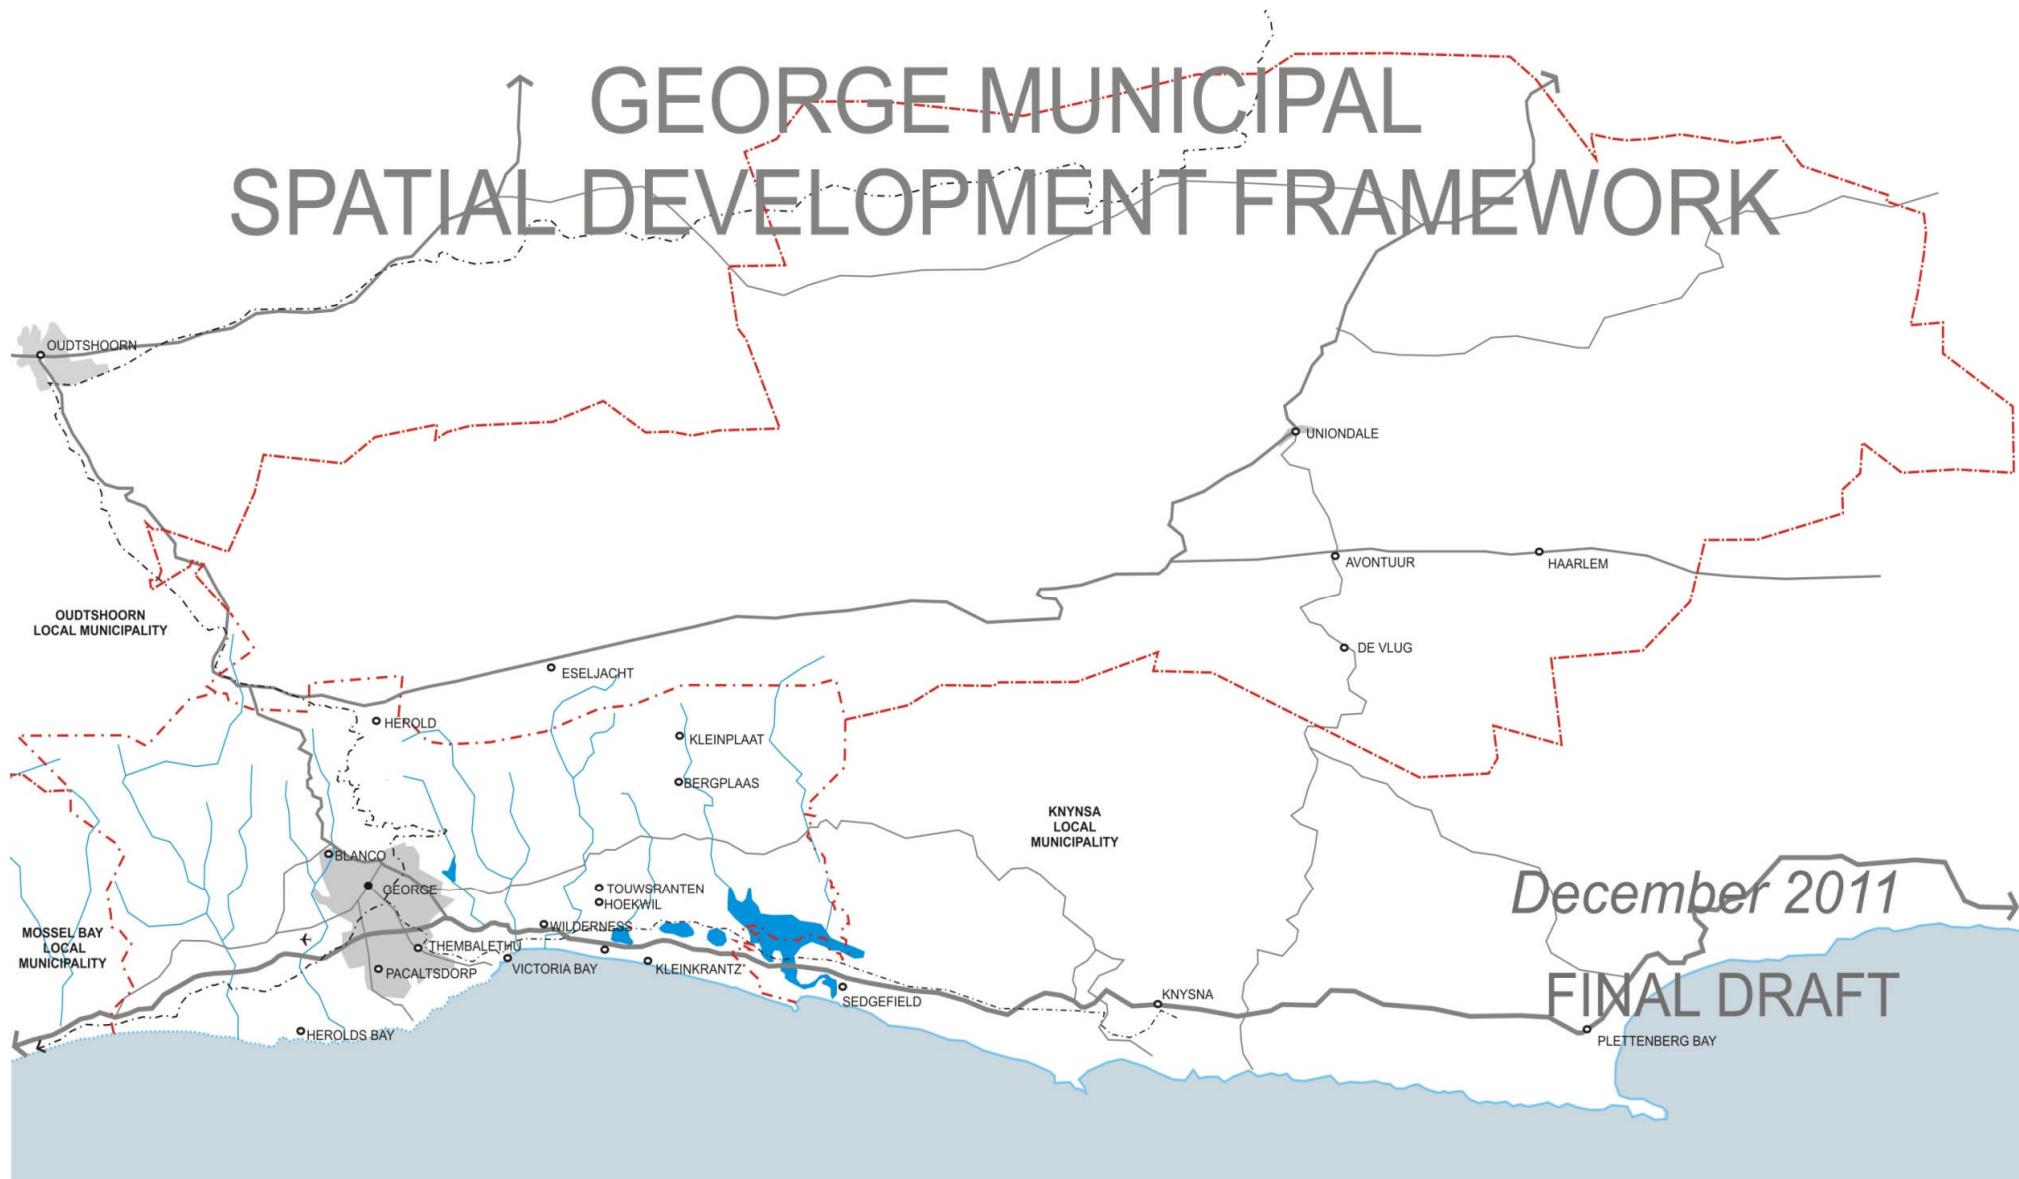 GEORGE MUNICIPAL
SPATIAL DEVELOPMENT FRAMEWORK
OUDTSHOORN
UNIONDALE
AVONTUUR
HAARLEM
OUDTSHOORN
LOCAL MUNICIPALITY
DE VLUG
ESELJACHT
HEROLD
KLEINPLAAT
BERGPLAAS
KNYNSA
LOCAL
MUNICIPALITY
BLANCO
GEORGE
TOUWSRANTEN
HOEKWIL
December 2011
WILDERNESS
MOSSEL BAY
LOCAL
MUNICIPALITY
THEMBALETHU
PACALTSDORP
VICTORIA BAY
KLEINKRANTZ
SEDGEFIELD
KNYSNA
FINAL DRAFT
HEROLDS BAY
PLETTENBERG BAY